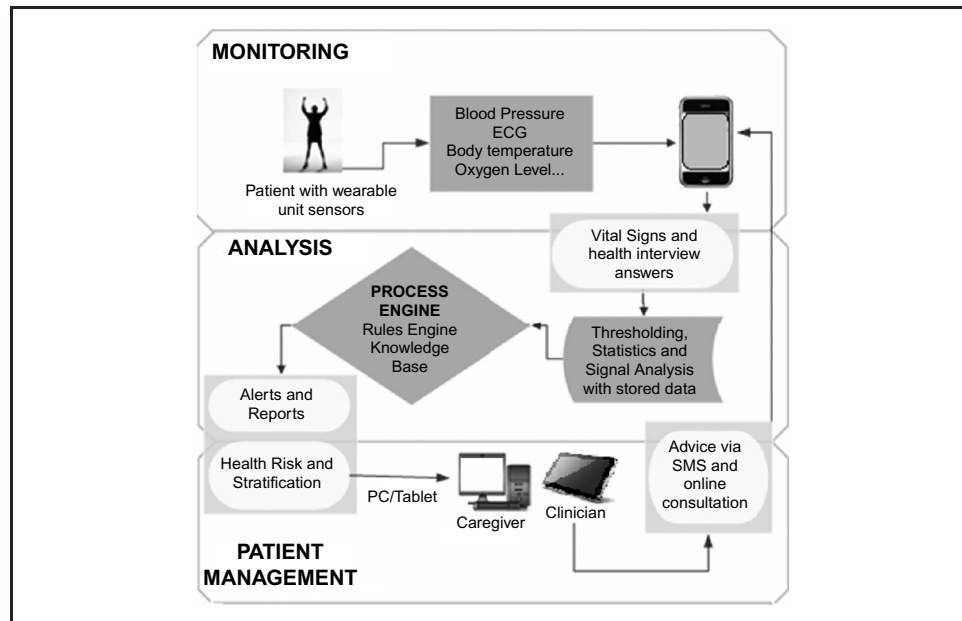 MONITORING
Blood Pressure
ECG
Body temperature
Oxygen Level...
Patient with wearable
unit sensors
Vital Signs and
health interview
answers
ANALYSIS
PROCESS
ENGINE
Rules Engine
Knowledge
Base
Thresholding,
Statistics and
Signal Analysis
with stored data
Alerts and
Reports
Health Risk and
Stratification
PC/Tablet
Caregiver
Clinician
Advice via
SMS and
online
consultation
PATIENT
MANAGEMENT